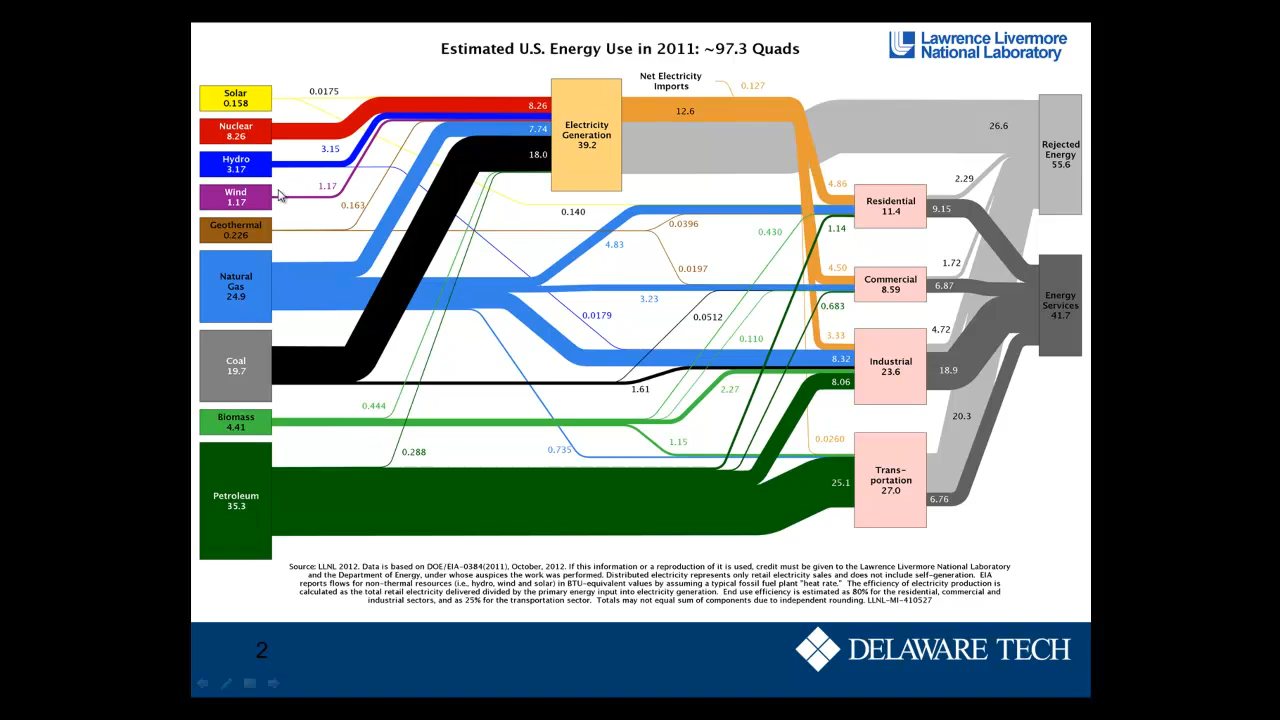 Estimated U.S. Energy Use in 2011: ~97.3 Quads
Lawrence Livermore
National Laboratory
Net Electricity
Imports
0.127
Solar
0.158
0.0175
Nuclear
8.26
8.26
Hydro
3.17
3.15
7.74
Wind
1.17
1.17
18.0
Geothermal
0.226
0.163
Electricity
Generation
39.2
12.6
26.6
Rejected
Energy
55.6
Natural
Gas
24.9
4.83
0.140
0.0396
0.430
0.0197
4.86
1.14
Residential
11.4
2.29
9.15
3.23
0.0179
0.0512
4.50
0.683
Commercial
8.59
1.72
6.87
Energy
Services
41.7
Coal
19.7
0.110
1.61
2.27
3.33
8.32
8.06
Industrial
23.6
4.72
18.9
Biomass
4.41
0.444
0.288
0.735
1.15
0.0260
20.3
Petroleum
35.3
25.1
Trans-
portation
27.0
6.76
Source: LLNL 2012. Data is based on DOE/EIA-0384(2011), October, 2012. If this information or a reproduction of it is used, credit must be given to the Lawrence Livermore National Laboratory
and the Department of Energy, under whose auspices the work was performed. Distributed electricity represents only retail electricity sales and does not include self-generation. EIA
reports flows for non-thermal resources (i.e., hydro, wind and solar) in BTU-equivalent values by assuming a typical fossil fuel plant "heat rate." The efficiency of electricity production is
calculated as the total retail electricity delivered divided by the primary energy input into electricity generation. End use efficiency is estimated as 80% for the residential, commercial and
industrial sectors, and as 25% for the transportation sector. Totals may not equal sum of components due to independent rounding. LLNL-MI-410527
2
DELAWARE TECH